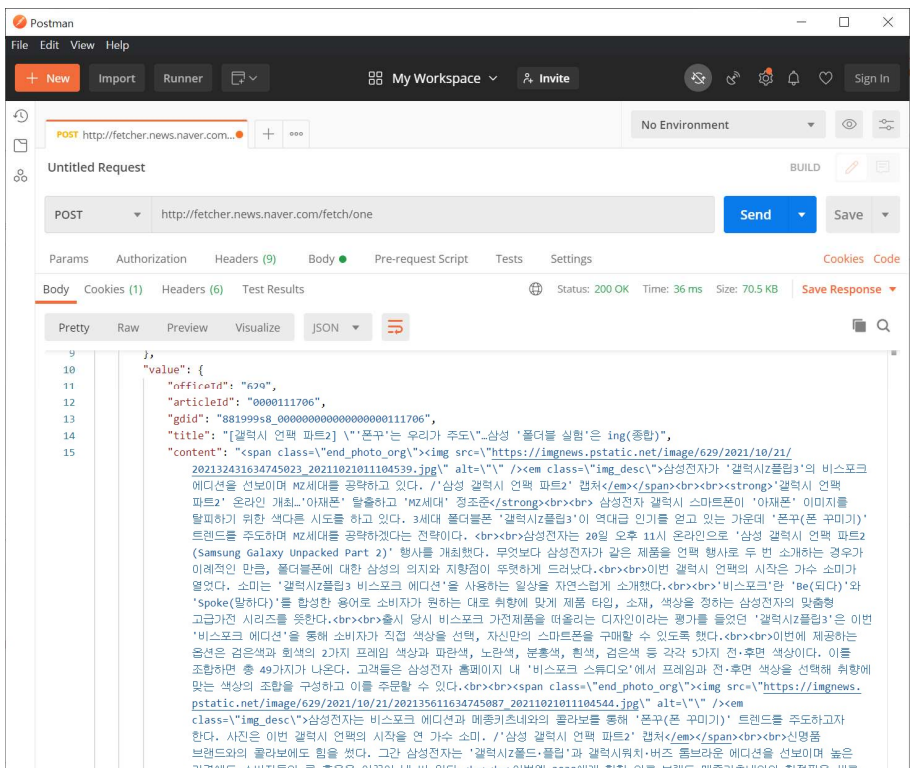 Postman
File Edit View Help
+ New Import Runner My Workspace Invite Sign In
POST http://fetcher.news.naver.com... + ooo No Environment
Untitled Request BUILD
POST http://fetcher.news.naver.com/fetch/one Send Save
Params Authorization Headers (9) Body Pre-request Script Tests Settings Cookies Code
Body Cookies (1) Headers (6) Test Results Status: 200 OK Time: 36 ms Size: 70.5 KB Save Response
Pretty Raw Preview Visualize JSON
9 },
10 "value": {
11 "officeId": "629",
12 "articleId": "0000111706",
13 "gdid": "881999s8_000000000000000000111706",
14 "title": "[갤럭시 언팩 파트2] \"'폰꾸'는 우리가 주도\"…삼성 '폴더블 실험'은 ing(종합)",
15 "content": "<span class=\"end_photo_org\"><img src=\"https://imgnews.pstatic.net/image/629/2021/10/21/
202132431634745023_20211021011104539.jpg\" alt=\"\" /><em class=\"img_desc\">삼성전자가 '갤럭시Z플립3'의 비스포크
에디션을 선보이며 MZ세대를 공략하고 있다. /'삼성 갤럭시 언팩 파트2' 캡처</em></span><br><br><strong>'갤럭시 언팩
파트2' 온라인 개최…'아재폰' 탈출하고 'MZ세대' 정조준</strong><br><br> 삼성전자 갤럭시 스마트폰이 '아재폰' 이미지를
탈피하기 위한 색다른 시도를 하고 있다. 3세대 폴더블폰 '갤럭시Z플립3'이 역대급 인기를 얻고 있는 가운데 '폰꾸(폰 꾸미기)'
트렌드를 주도하며 MZ세대를 공략하겠다는 전략이다. <br><br>삼성전자는 20일 오후 11시 온라인으로 '삼성 갤럭시 언팩 파트2
(Samsung Galaxy Unpacked Part 2)' 행사를 개최했다. 무엇보다 삼성전자가 같은 제품을 언팩 행사로 두 번 소개하는 경우가
이례적인 만큼, 폴더블폰에 대한 삼성의 의지와 지향점이 뚜렷하게 드러났다.<br><br>이번 갤럭시 언팩의 시작은 가수 소미가
열었다. 소미는 '갤럭시Z플립3 비스포크 에디션'을 사용하는 일상을 자연스럽게 소개했다.<br><br>'비스포크'란 'Be(되다)'와
'Spoke(말하다)'를 합성한 용어로 소비자가 원하는 대로 취향에 맞게 제품 타입, 소재, 색상을 정하는 삼성전자의 맞춤형
고급가전 시리즈를 뜻한다.<br><br>출시 당시 비스포크 가전제품을 떠올리는 디자인이라는 평가를 들었던 '갤럭시Z플립3'은 이번
'비스포크 에디션'을 통해 소비자가 직접 색상을 선택, 자신만의 스마트폰을 구매할 수 있도록 했다.<br><br>이번에 제공하는
옵션은 검은색과 회색의 2가지 프레임 색상과 파란색, 노란색, 분홍색, 흰색, 검은색 등 각각 5가지 전·후면 색상이다. 이를
조합하면 총 49가지가 나온다. 고객들은 삼성전자 홈페이지 내 '비스포크 스튜디오'에서 프레임과 전·후면 색상을 선택해 취향에
맞는 색상의 조합을 구성하고 이를 주문할 수 있다.<br><br><span class=\"end_photo_org\"><img src=\"https://imgnews.
pstatic.net/image/629/2021/10/21/202135611634745087_20211021011104544.jpg\" alt=\"\" /><em
class=\"img_desc\">삼성전자는 비스포크 에디션과 메종키츠네와의 콜라보를 통해 '폰꾸(폰 꾸미기)' 트렌드를 주도하고자
한다. 사진은 이번 갤럭시 언팩의 시작을 연 가수 소미. /'삼성 갤럭시 언팩 파트2' 캡처</em></span><br><br>신명품
브랜드와의 콜라보에도 힘을 썼다. 그간 삼성전자는 '갤럭시Z폴드·플립'과 갤럭시워치·버즈 톰브라운 에디션을 선보이며 높은